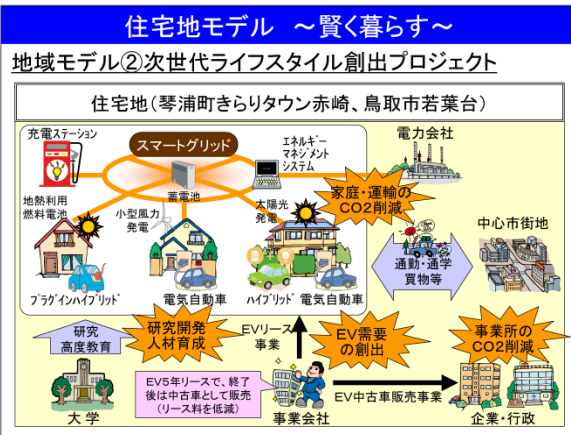 住宅地モデル ～賢く暮らす～
地域モデル②次世代ライフスタイル創出プロジェクト
住宅地(琴浦町きらりタウン赤崎、鳥取市若葉台)
充電ステーション
スマートグリッド
エネルギー
マネジメント
システム
電力会社
蓄電池
家庭・運輸の
CO2削減
地熱利用
燃料電池
小型風力
発電
太陽光
発電
中心市街地
通勤・通学
買物等
プラグインハイブリッド
電気自動車
ハイブリッド
電気自動車
研究
高度教育
研究開発
人材育成
EVリース
事業
EV需要
の創出
事業所の
CO2削減
EV5年リースで、終了
後は中古車として販売
(リース料を低減)
EV中古車販売事業
大学
事業会社
企業・行政